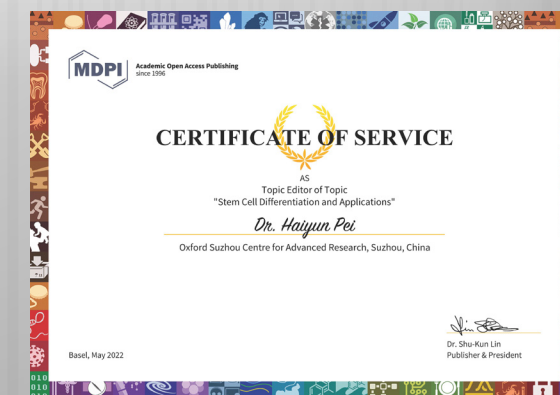 MDPI
Academic Open Access Publishing
since 1996
CERTIFICATE OF SERVICE
AS
Topic Editor of Topic
"Stem Cell Differentiation and Applications"
Dr. Haiyun Pei
Oxford Suzhou Centre for Advanced Research, Suzhou, China
Dr. Shu-Kun Lin
Basel, May 2022
Publisher & President
010
010